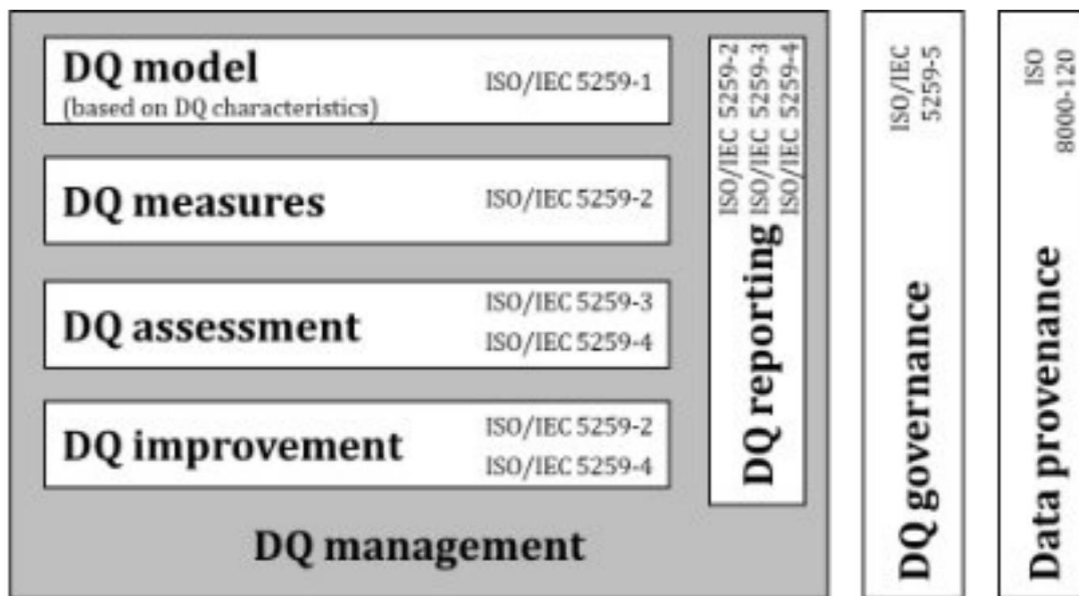 DQ model
(based on DQ characteristics)
ISO/IEC 5259-1
DQ measures
ISO/IEC 5259-2
DQ assessment
ISO/IEC 5259-3
ISO/IEC 5259-4
DQ improvement
ISO/IEC 5259-2
ISO/IEC 5259-4
DQ management
DQ reporting
ISO/IEC 5259-2
ISO/IEC 5259-3
ISO/IEC 5259-4
DQ governance
ISO/IEC
5259-5
Data provenance
ISO
8000-120